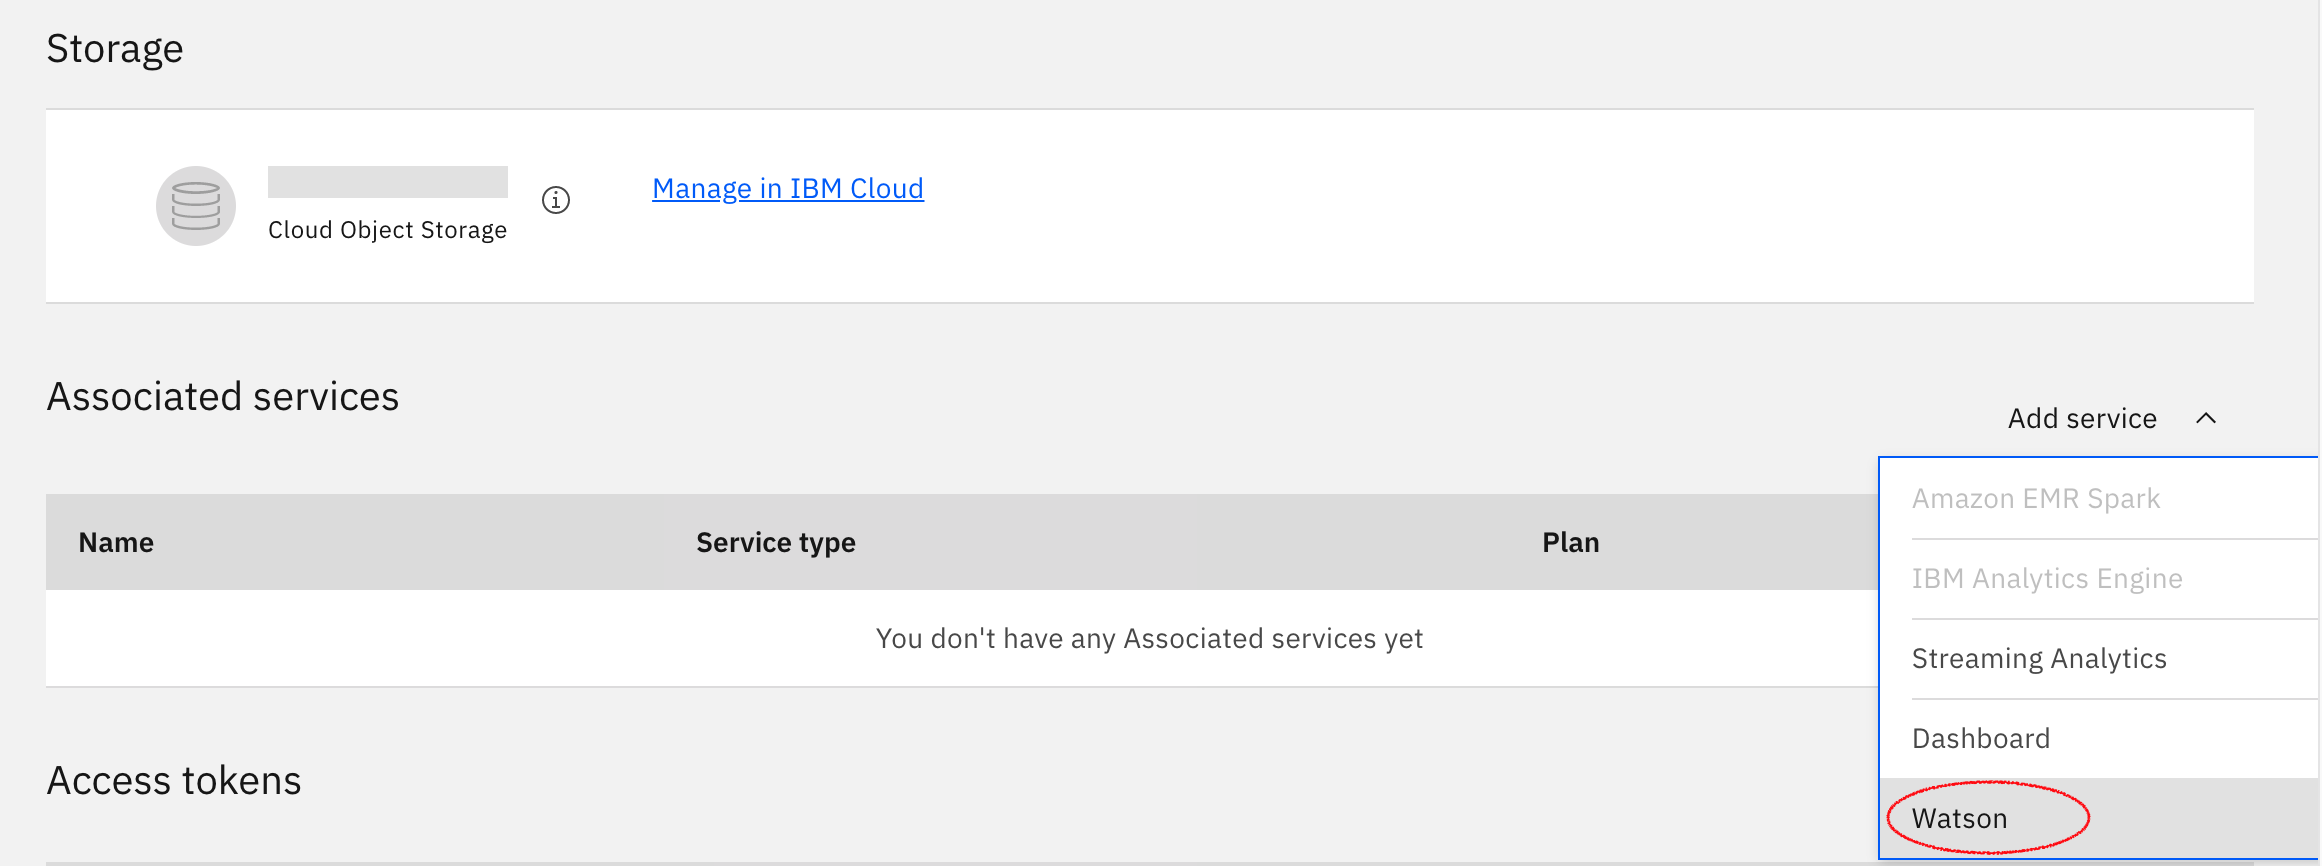 Storage
Manage in IBM Cloud
Cloud Object Storage
Associated services
Add service
Name Service type Plan
You don't have any Associated services yet
Amazon EMR Spark
IBM Analytics Engine
Streaming Analytics
Dashboard
Watson
Access tokens